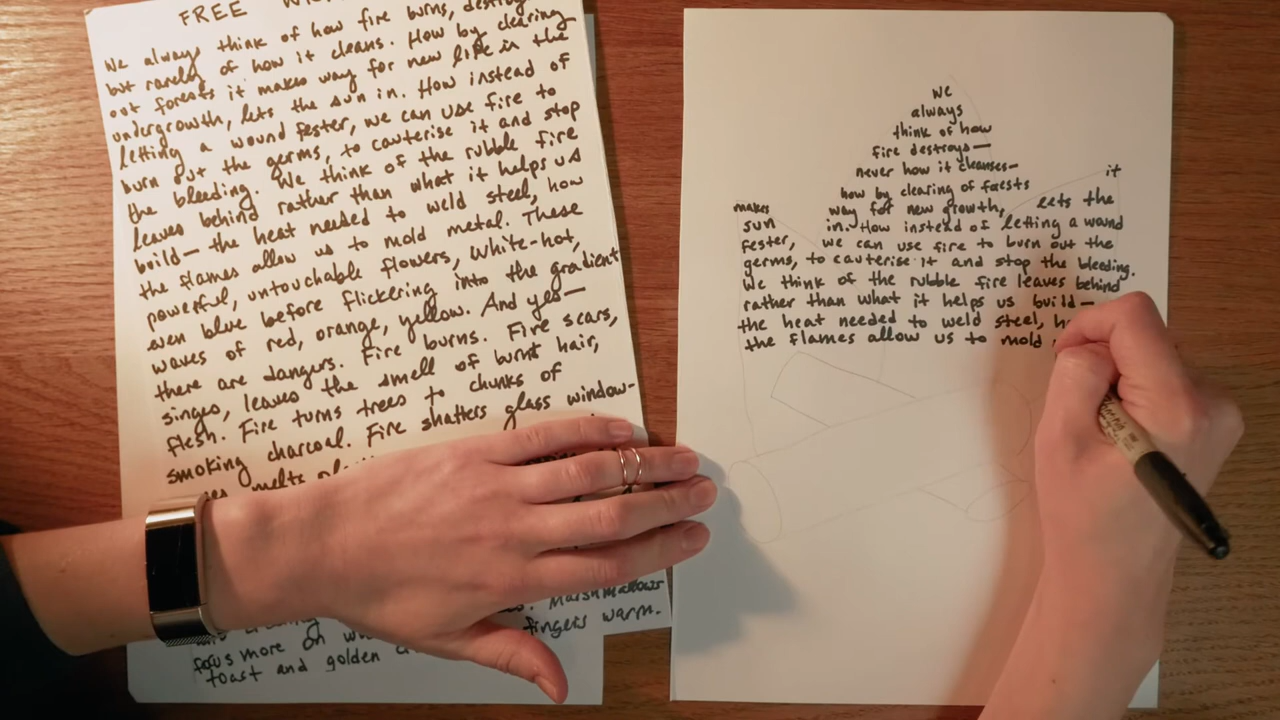 FREE
We always think of how fire burns, destroys
but rarely of how it cleans. How by clearing
out forests it makes way for new life in the
undergrowth, lets the sun in. How instead of
letting a wound fester, we can use fire to
burn out the germs, to cauterise it and stop
the bleeding. We think of the rubble fire
leaves behind rather than what it helps us
build— the heat needed to weld steel, how
the flames allow us to mold metal. These
powerful, untouchable flowers, white-hot,
even blue before flickering into the gradient
waves of red, orange, yellow. And yes—
there are dangers. Fire burns. Fire scars,
singes, leaves the smell of burnt hair,
flesh. Fire turns trees to chunks of
smoking charcoal. Fire shatters glass window-
melts
Marshmallows
fingers warm.
focus more on
toast and golden
we
always
think of how
fire destroys—
never how it cleanses—
how by clearing of forests
it
makes way for new growth, lets the
sun in. How instead of letting a wound
fester, we can use fire to burn out the
germs, to cauterise it and stop the bleeding.
We think of the rubble fire leaves behind
rather than what it helps us build—
the heat needed to weld steel,
the flames allow us to mold